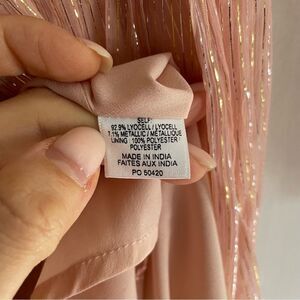 SELF:
92.9% LYOCELL / LYOCELL
7.1% METALLIC / METALLIQUE
LINING 100% POLYESTER
POLYESTER
MADE IN INDIA
FAITES AUX INDIA
PO 50420